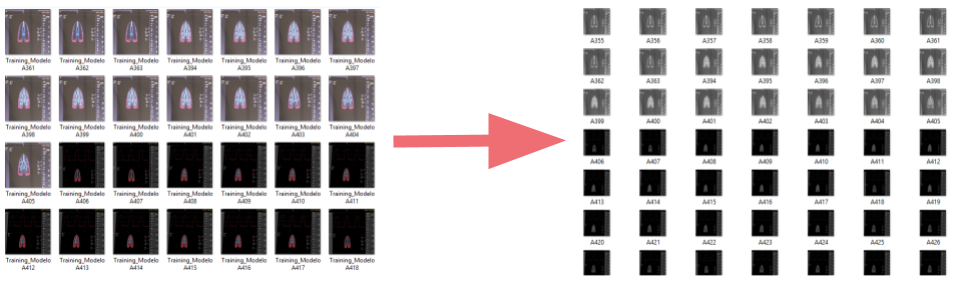 Training_Modelo Training_Modelo Training_Modelo Training_Modelo Training_Modelo Training_Modelo Training_Modelo
A361 A362 A363 A394 A395 A396 A397
Training_Modelo Training_Modelo Training_Modelo Training_Modelo Training_Modelo Training_Modelo Training_Modelo
A398 A399 A400 A401 A402 A403 A404
Training_Modelo Training_Modelo Training_Modelo Training_Modelo Training_Modelo Training_Modelo Training_Modelo
A405 A406 A407 A408 A409 A410 A411
Training_Modelo Training_Modelo Training_Modelo Training_Modelo Training_Modelo Training_Modelo Training_Modelo
A412 A413 A414 A415 A416 A417 A418
A355 A356 A357 A358 A359 A360 A361
A362 A363 A394 A395 A396 A397 A398
A399 A400 A401 A402 A403 A404 A405
A406 A407 A408 A409 A410 A411 A412
A413 A414 A415 A416 A417 A418 A419
A420 A421 A422 A423 A424 A425 A426